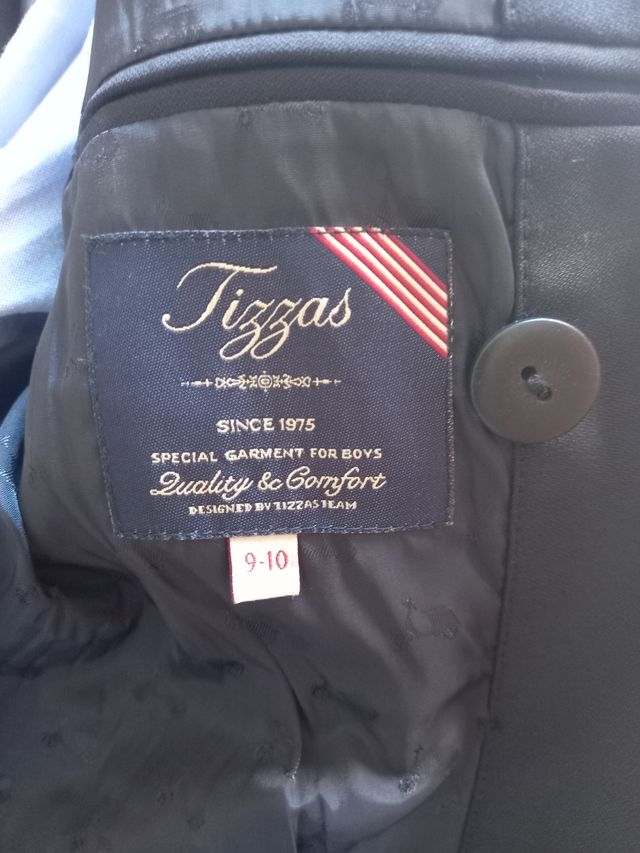 Tizzas
SINCE 1975
SPECIAL GARMENT FOR BOYS
Quality & Comfort
DESIGNED BY TIZZAS TEAM
9-10